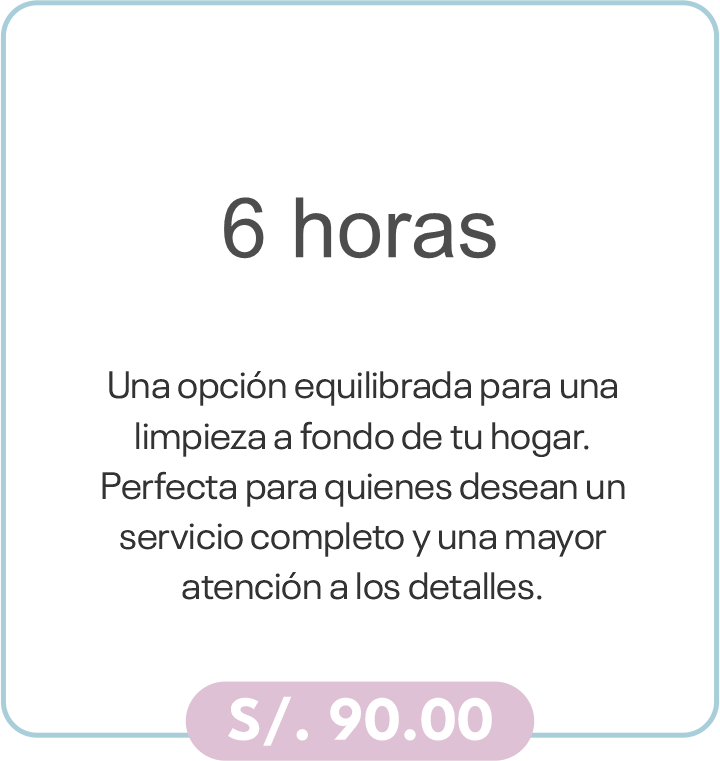 6 horas
Una opción equilibrada para una
limpieza a fondo de tu hogar.
Perfecta para quienes desean un
servicio completo y una mayor
atención a los detalles.
S/. 90.00